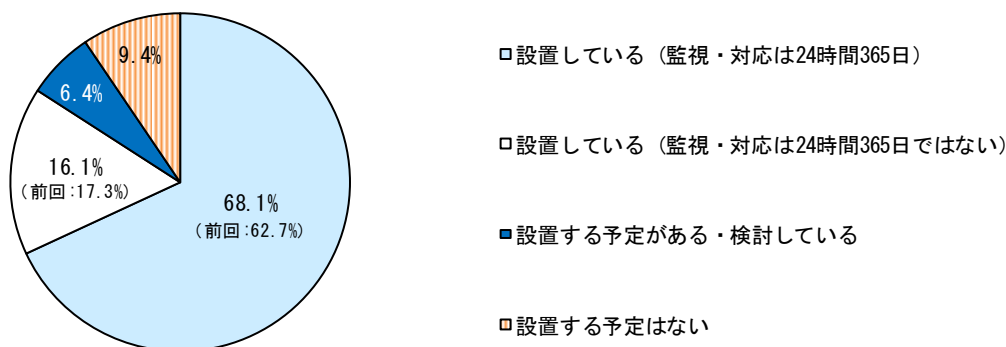 9.4%
6.4%
16.1%
(前回:17.3%)
68.1%
(前回:62.7%)
設置している（監視・対応は24時間365日）
設置している（監視・対応は24時間365日ではない）
設置する予定がある・検討している
設置する予定はない